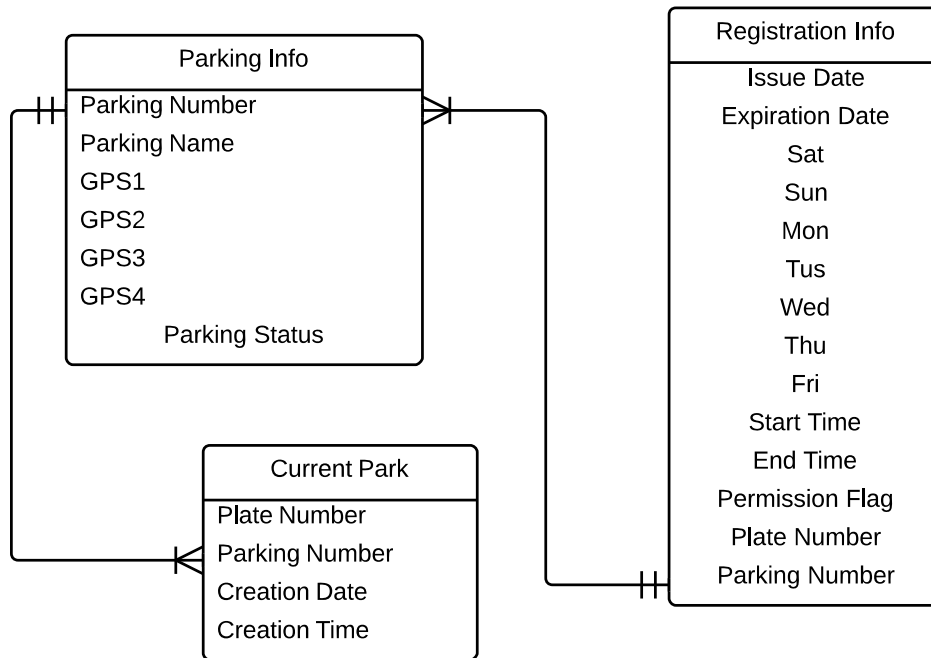 Parking Info
Parking Number
Parking Name
GPS1
GPS2
GPS3
GPS4
Parking Status
Registration Info
Issue Date
Expiration Date
Sat
Sun
Mon
Tus
Wed
Thu
Fri
Start Time
End Time
Permission Flag
Plate Number
Parking Number
Current Park
Plate Number
Parking Number
Creation Date
Creation Time